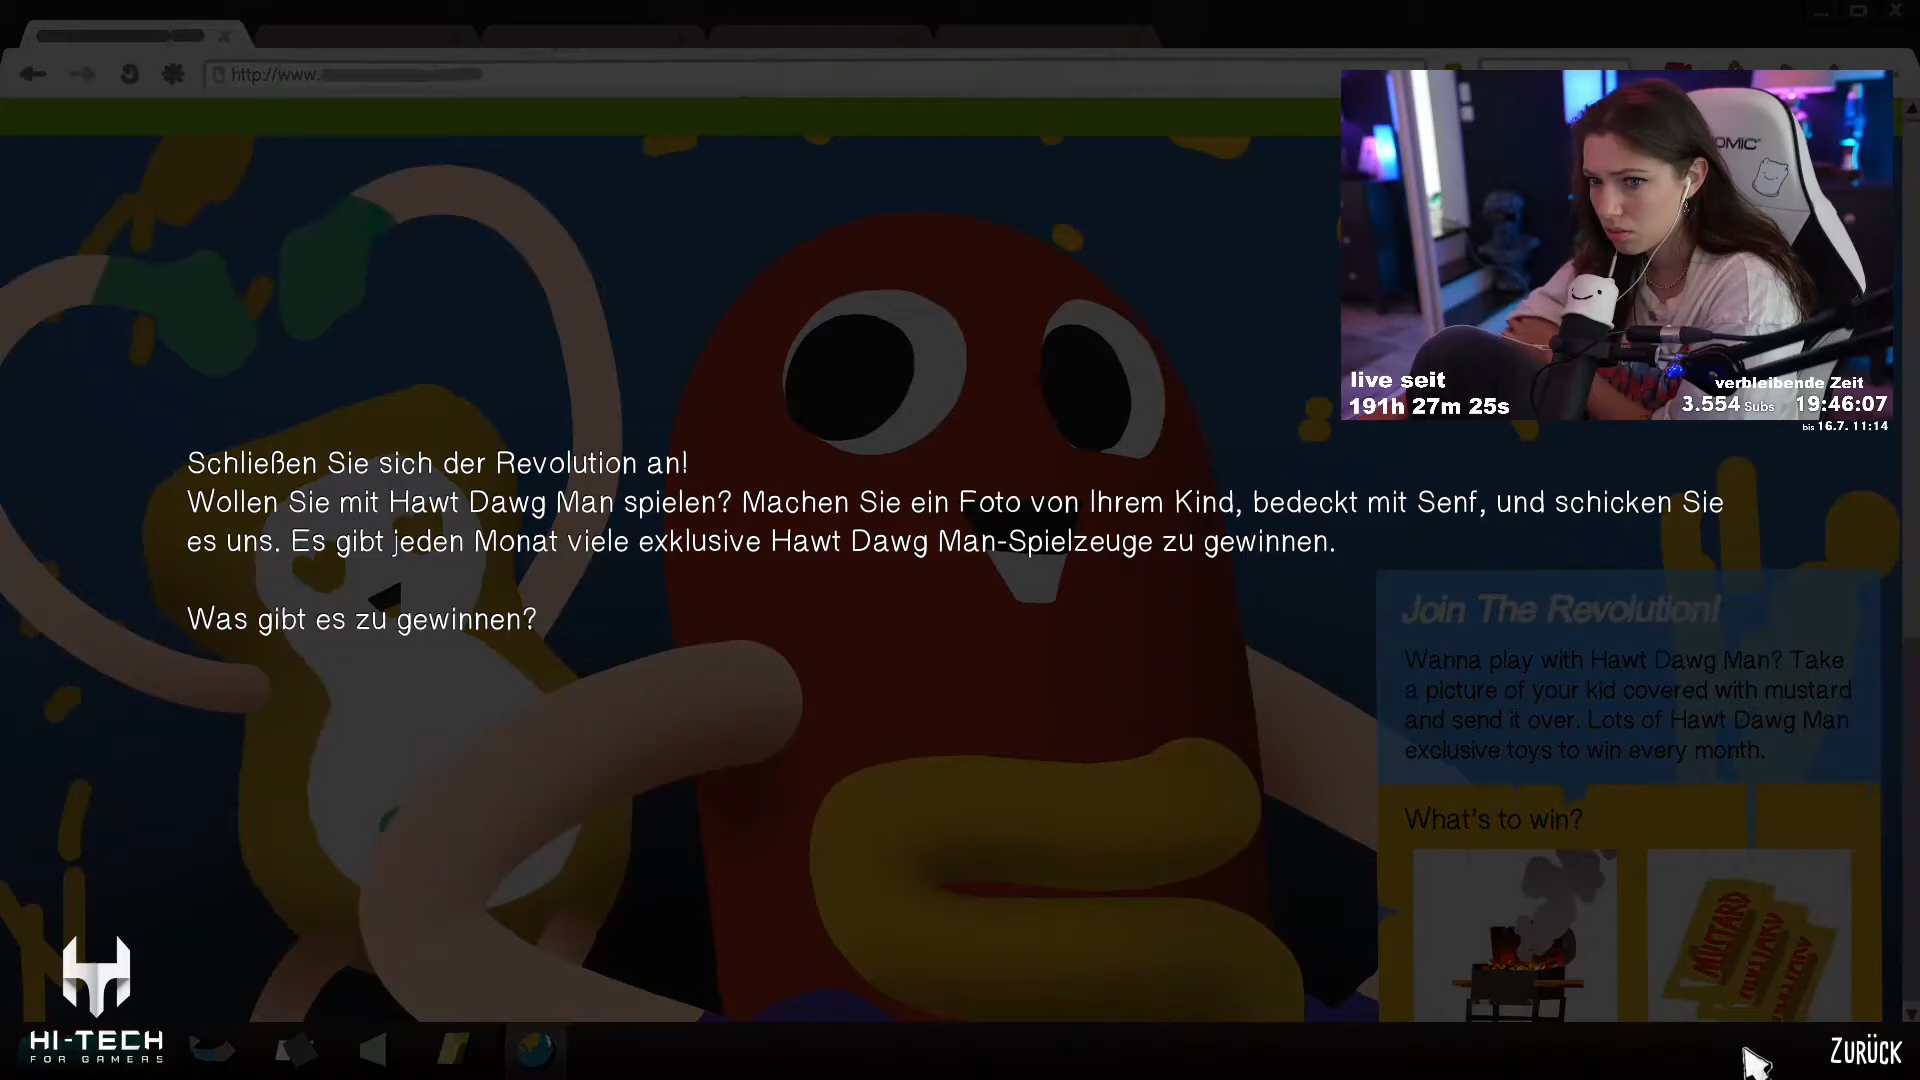 http://www.
OMIC
live seit
191h 27m 25s
verbleibende Zeit
3.554 Subs 19:46:07
bis 16.7. 11:14
Schließen Sie sich der Revolution an!
Wollen Sie mit Hawt Dawg Man spielen? Machen Sie ein Foto von Ihrem Kind, bedeckt mit Senf, und schicken Sie
es uns. Es gibt jeden Monat viele exklusive Hawt Dawg Man-Spielzeuge zu gewinnen.
Was gibt es zu gewinnen?
Join The Revolution!
Wanna play with Hawt Dawg Man? Take
a picture of your kid covered with mustard
and send it over. Lots of Hawt Dawg Man
exclusive toys to win every month.
What's to win?
MUSTARD
MUSTARD
MUSTARD
HI-TECH
FOR GAMERS
ZURÜCK